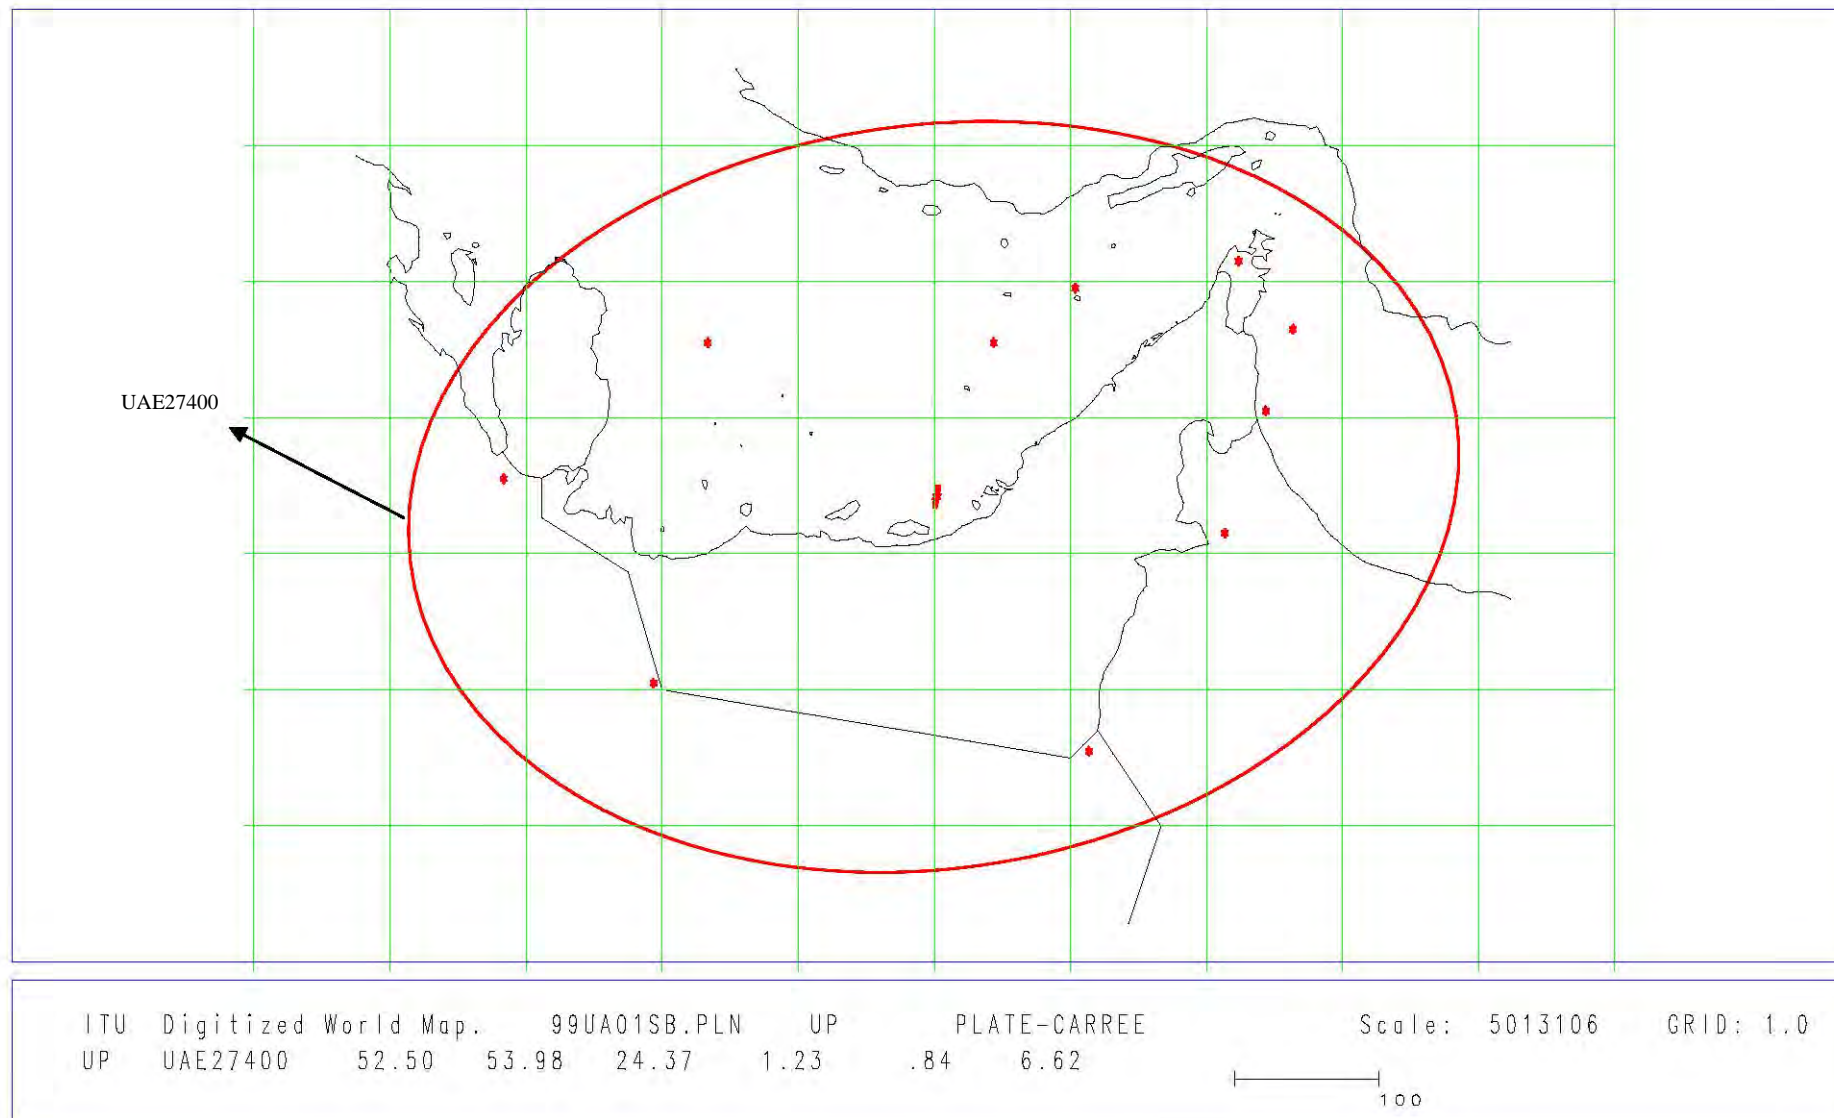 UAE27400
ITU Digitized World Map. 99UA01SB.PLN UP PLATE-CARREE Scale: 5013106 GRID: 1.0
UP UAE27400 52.50 53.98 24.37 1.23 .84 6.62
100